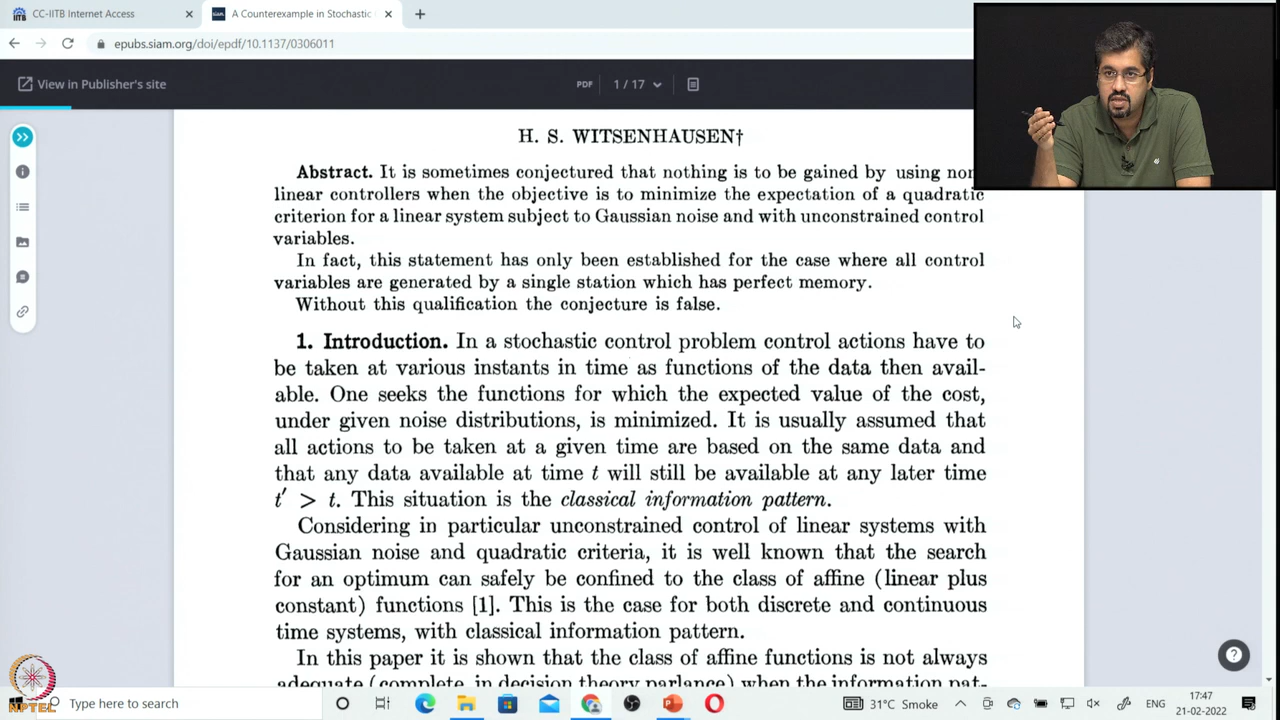 CC-IITB Internet Access
A Counterexample in Stochastic
epubs.siam.org/doi/epdf/10.1137/0306011
View in Publisher's site
PDF
1 / 17
H. S. WITSENHAUSEN†
Abstract. It is sometimes conjectured that nothing is to be gained by using non
linear controllers when the objective is to minimize the expectation of a quadratic
criterion for a linear system subject to Gaussian noise and with unconstrained control
variables.
In fact, this statement has only been established for the case where all control
variables are generated by a single station which has perfect memory.
Without this qualification the conjecture is false.
1. Introduction. In a stochastic control problem control actions have to
be taken at various instants in time as functions of the data then avail-
able. One seeks the functions for which the expected value of the cost,
under given noise distributions, is minimized. It is usually assumed that
all actions to be taken at a given time are based on the same data and
that any data available at time t will still be available at any later time
t′ > t. This situation is the classical information pattern.
Considering in particular unconstrained control of linear systems with
Gaussian noise and quadratic criteria, it is well known that the search
for an optimum can safely be confined to the class of affine (linear plus
constant) functions [1]. This is the case for both discrete and continuous
time systems, with classical information pattern.
In this paper it is shown that the class of affine functions is not always
adequate (complete, in decision theory parlance) when the information pat-
NPTEL
Type here to search
31°C Smoke
ENG
17:47
21-02-2022